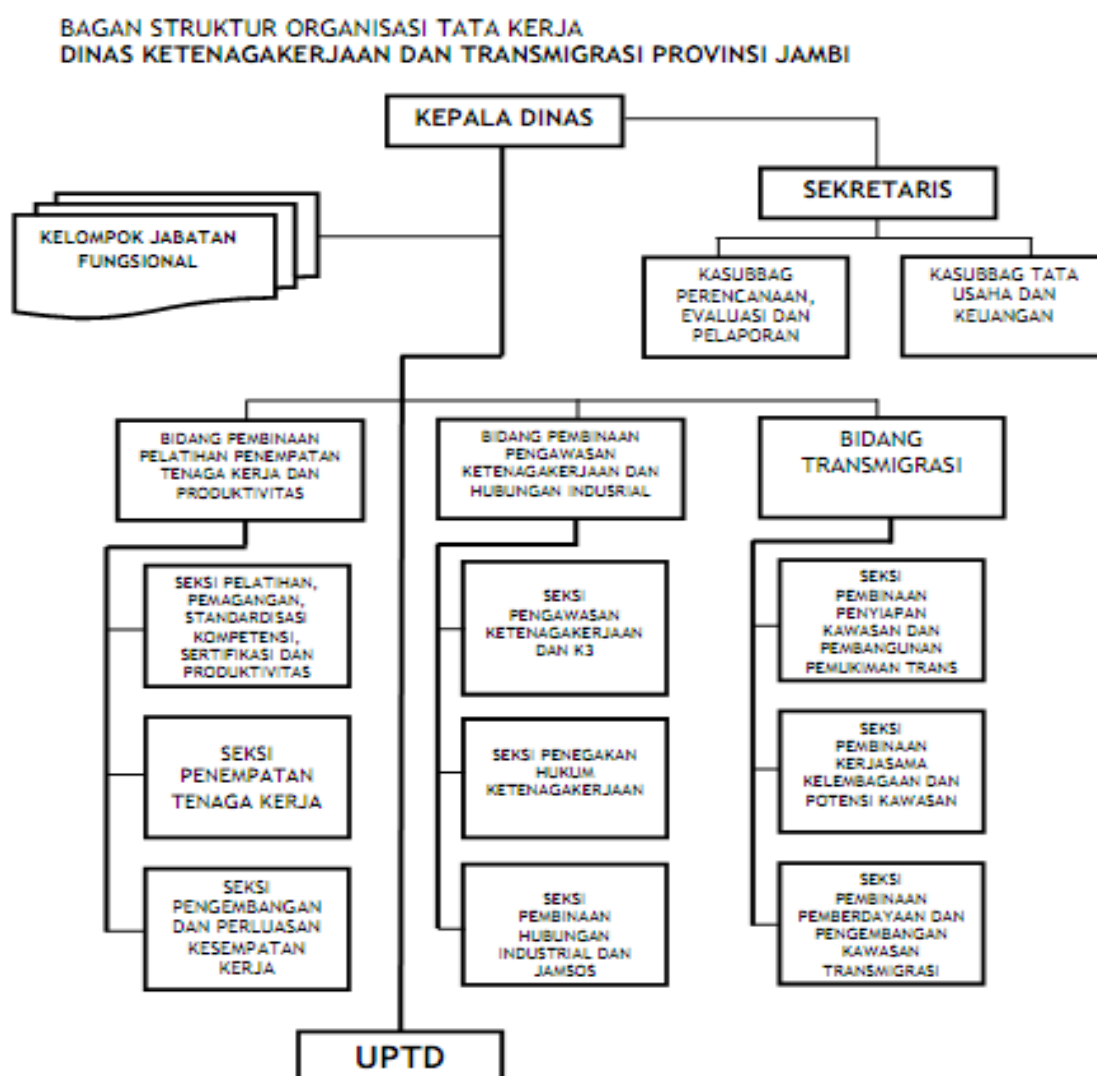 BAGAN STRUKTUR ORGANISASI TATA KERJA
DINAS KETENAGAKERJAAN DAN TRANSMIGRASI PROVINSI JAMBI
KEPALA DINAS
SEKRETARIS
KELOMPOK JABATAN
FUNGSIONAL
KASUBBAG
PERENCANAAN,
EVALUASI DAN
PELAPORAN
KASUBBAG TATA
USAHA DAN
KEUANGAN
BIDANG PEMBINAAN
PELATIHAN PENEMPATAN
TENAGA KERJA DAN
PRODUKTIVITAS
BIDANG PEMBINAAN
PENGAWASAN
KETENAGAKERJAAN DAN
HUBUNGAN INDUSRIAL
BIDANG
TRANSMIGRASI
SEKSI PELATIHAN,
PEMAGANGAN,
STANDARDISASI
KOMPETENSI,
SERTIFIKASI DAN
PRODUKTIVITAS
SEKSI
PENGAWASAN
KETENAGAKERJAAN
DAN K3
SEKSI
PEMBINAAN
PENYIAPAN
KAWASAN DAN
PEMBANGUNAN
PEMUKIMAN TRANS
SEKSI
PENEMPATAN
TENAGA KERJA
SEKSI PENEGAKAN
HUKUM
KETENAGAKERJAAN
SEKSI
PEMBINAAN
KERJASAMA
KELEMBAGAAN DAN
POTENSI KAWASAN
SEKSI
PENGEMBANGAN
DAN PERLUASAN
KESEMPATAN
KERJA
SEKSI
PEMBINAAN
HUBUNGAN
INDUSTRIAL DAN
JAMSOS
SEKSI
PEMBINAAN
PEMBERDAYAAN DAN
PENGEMBANGAN
KAWASAN
TRANSMIGRASI
UPTD